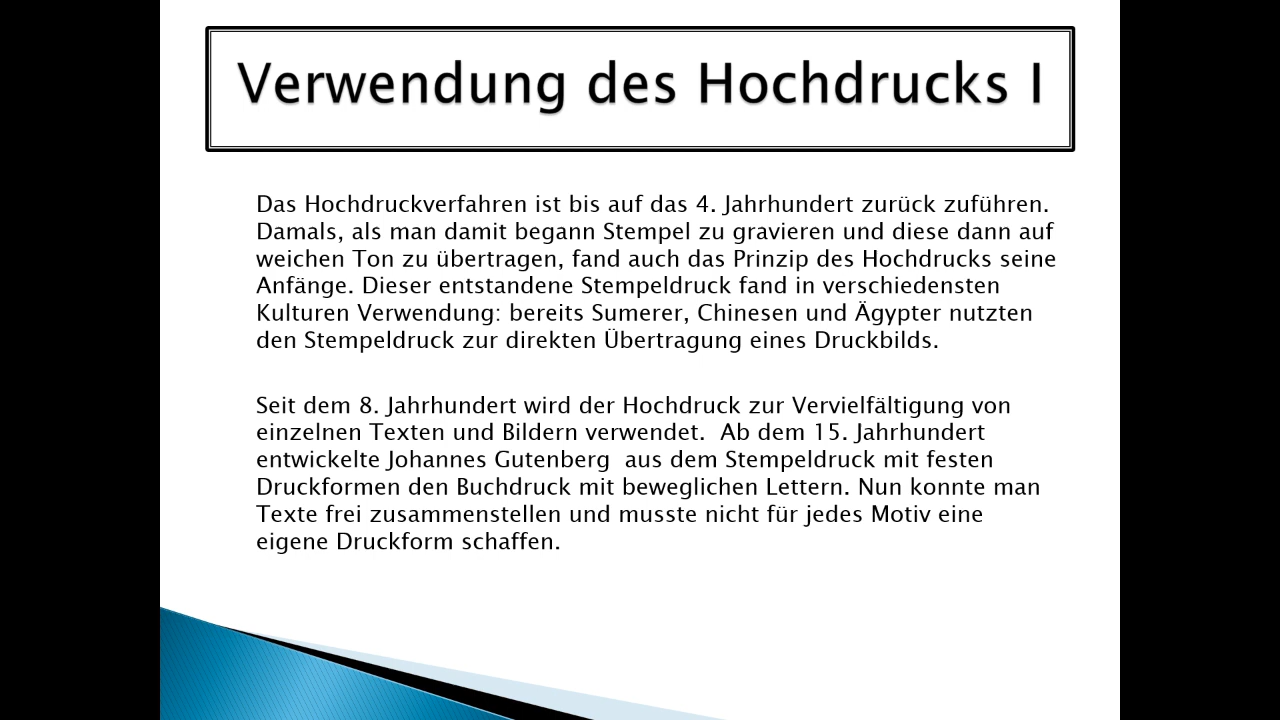 Verwendung des Hochdrucks I
Das Hochdruckverfahren ist bis auf das 4. Jahrhundert zurück zuführen.
Damals, als man damit begann Stempel zu gravieren und diese dann auf
weichen Ton zu übertragen, fand auch das Prinzip des Hochdrucks seine
Anfänge. Dieser entstandene Stempeldruck fand in verschiedensten
Kulturen Verwendung: bereits Sumerer, Chinesen und Ägypter nutzten
den Stempeldruck zur direkten Übertragung eines Druckbilds.
Seit dem 8. Jahrhundert wird der Hochdruck zur Vervielfältigung von
einzelnen Texten und Bildern verwendet.  Ab dem 15. Jahrhundert
entwickelte Johannes Gutenberg  aus dem Stempeldruck mit festen
Druckformen den Buchdruck mit beweglichen Lettern. Nun konnte man
Texte frei zusammenstellen und musste nicht für jedes Motiv eine
eigene Druckform schaffen.